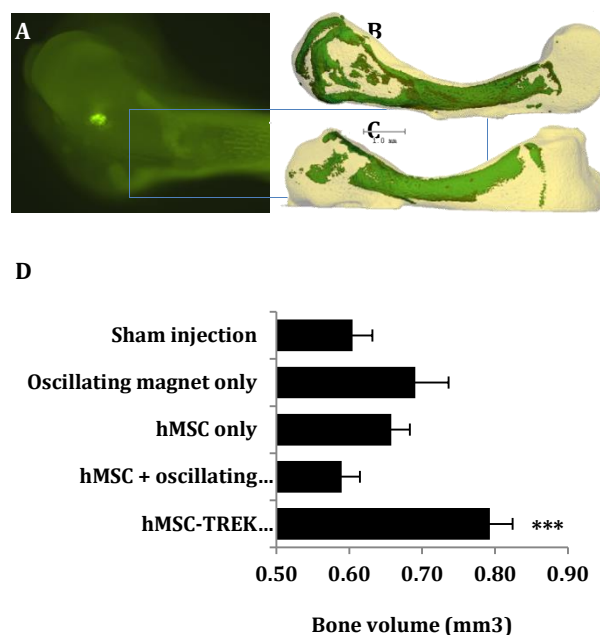 A
B
C
1.0 mm
D
Sham injection
Oscillating magnet only
hMSC only
hMSC + oscillating…
hMSC-TREK…
***
0.50 0.60 0.70 0.80 0.90
Bone volume (mm3)